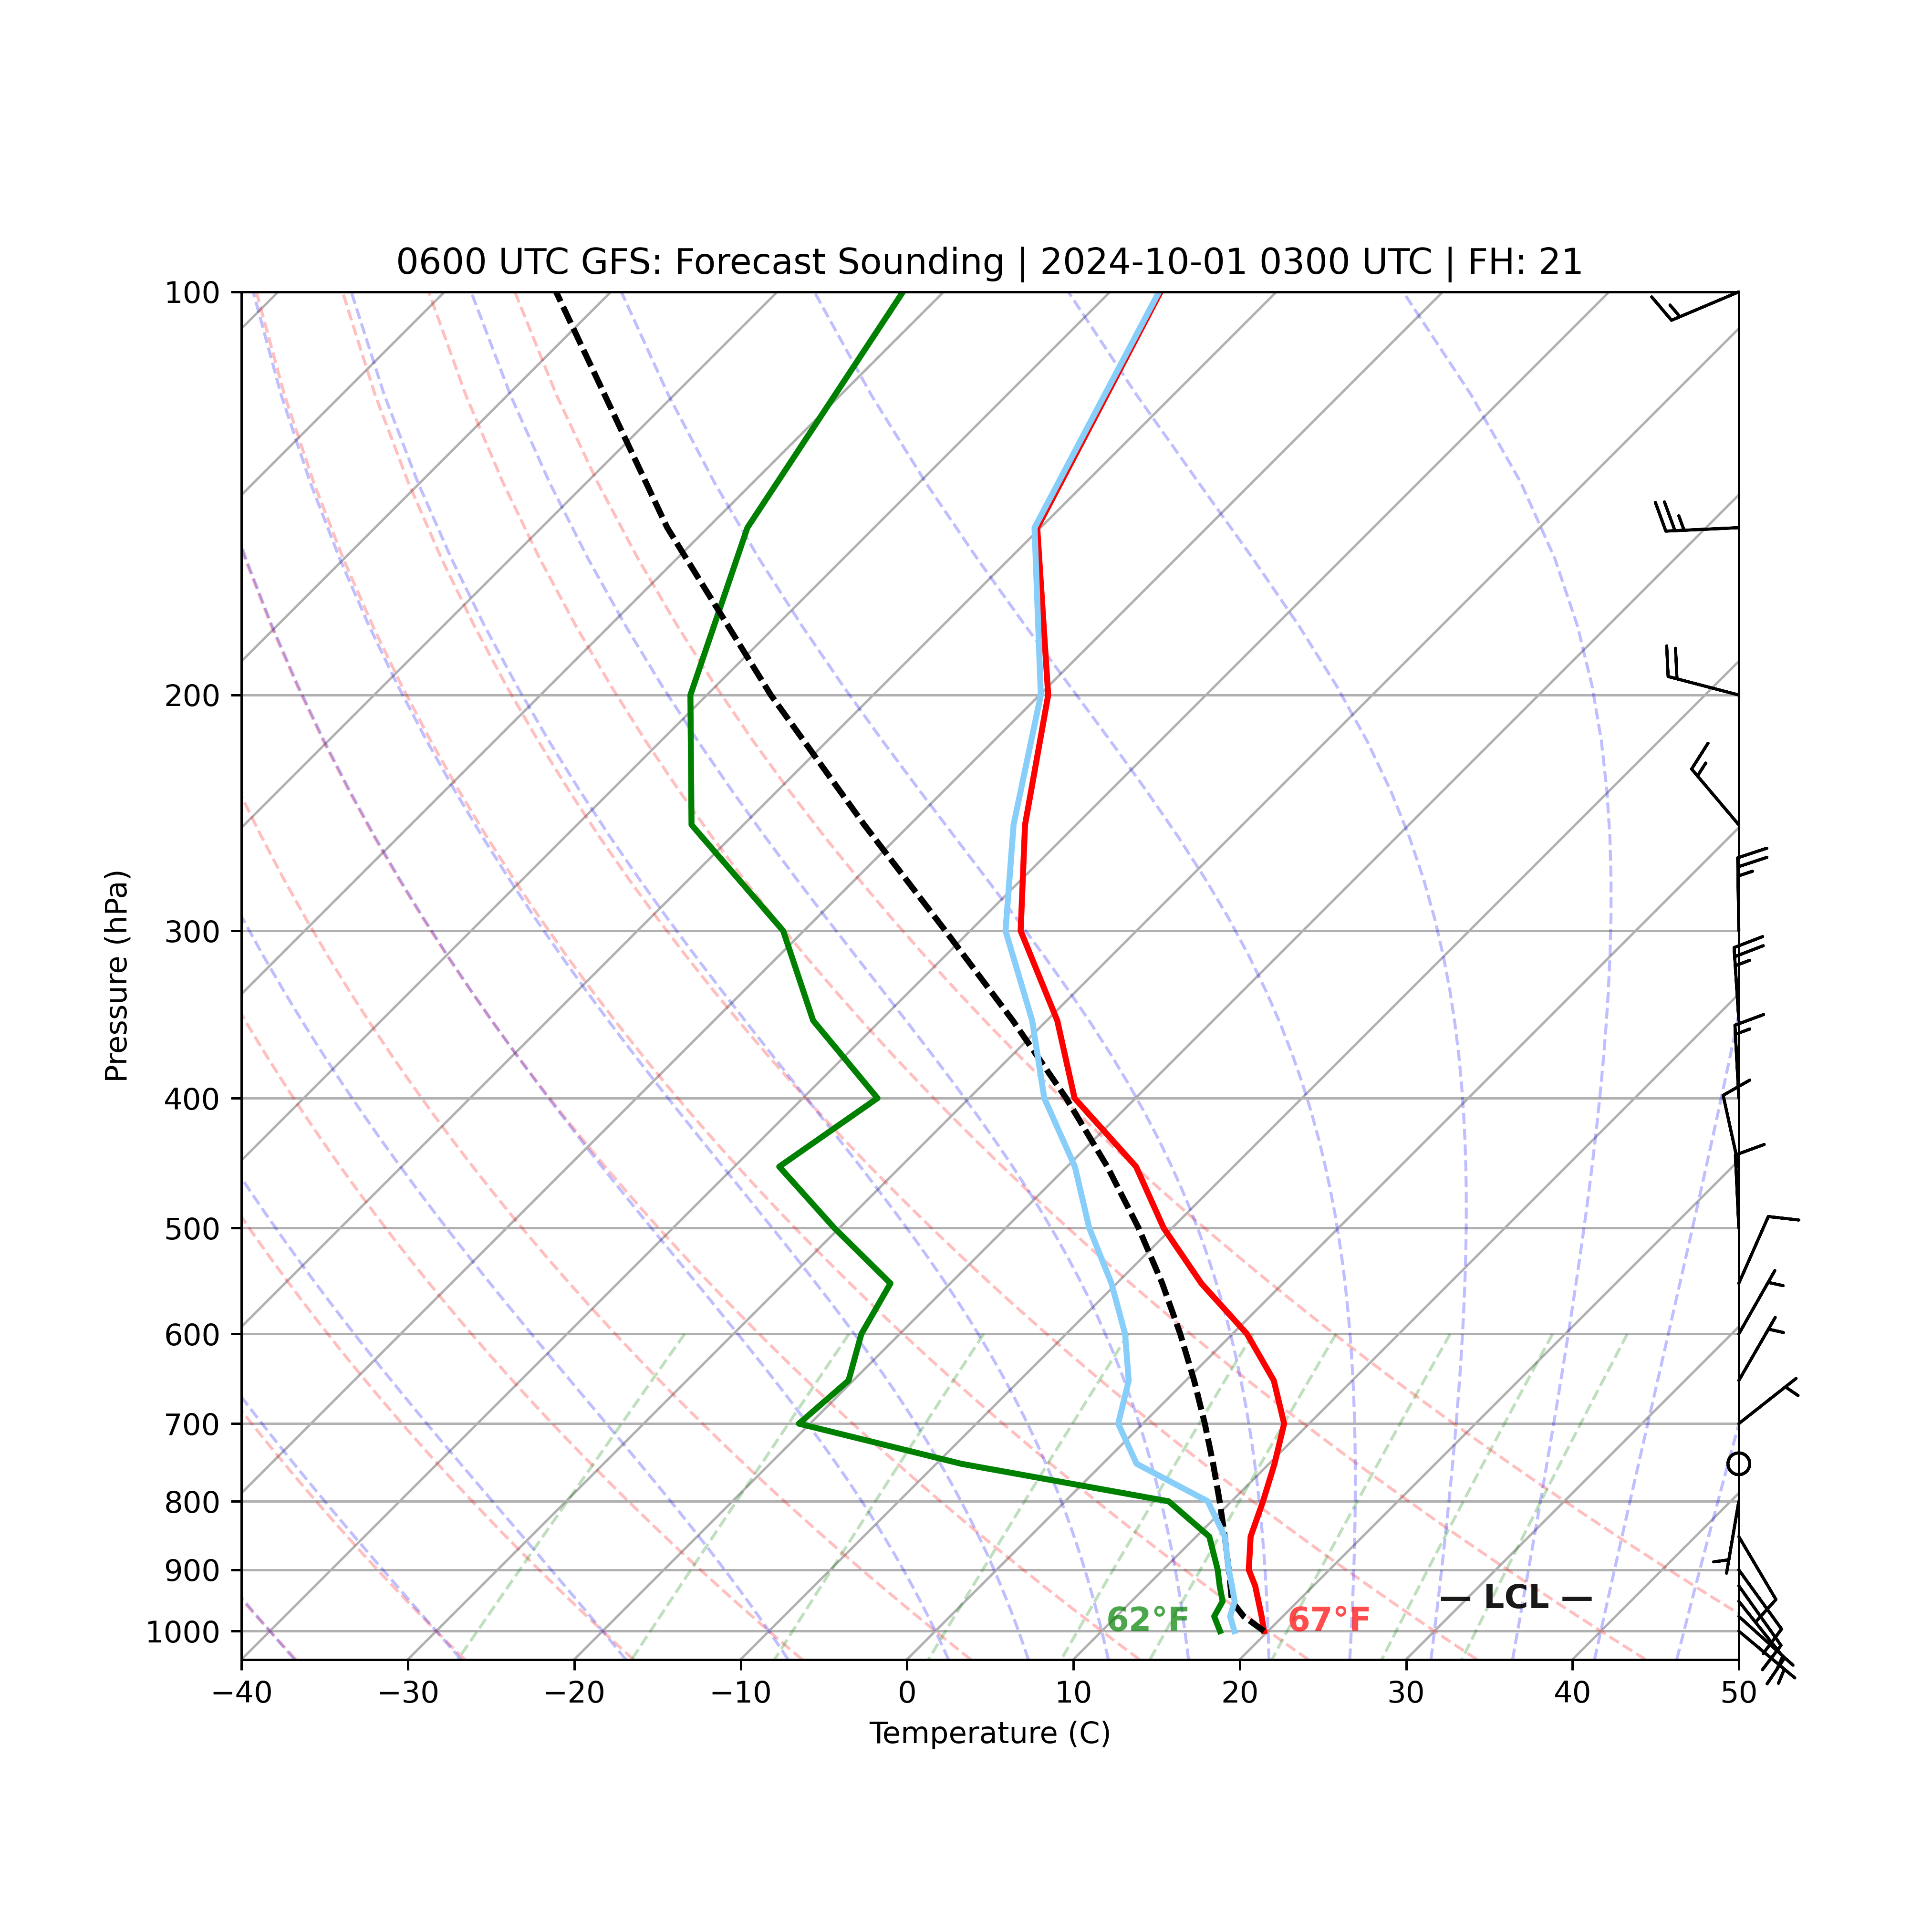 0600 UTC GFS: Forecast Sounding | 2024-10-01 0300 UTC | FH: 21
100
200
300
400
500
600
700
800
900
1000
Pressure (hPa)
— LCL —
62°F
67°F
−40 −30 −20 −10 0 10 20 30 40 50
Temperature (C)